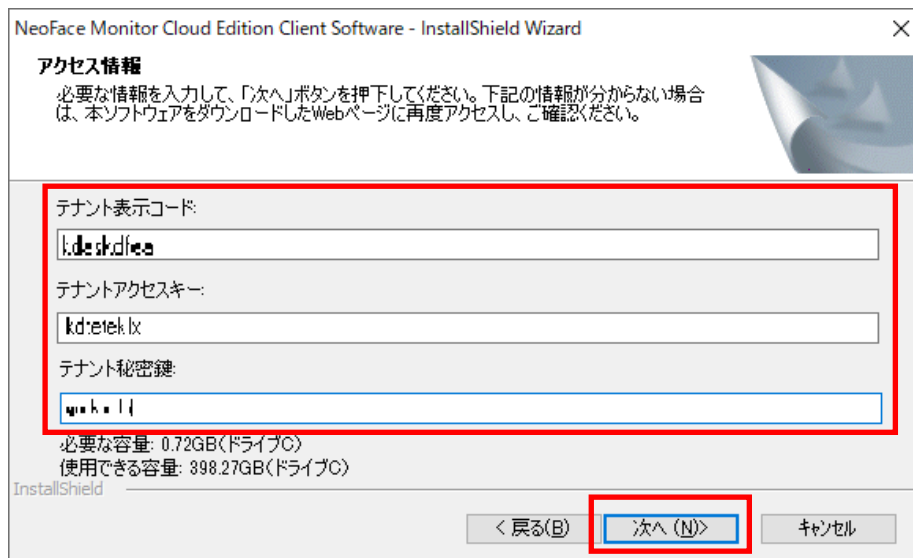 NeoFace Monitor Cloud Edition Client Software - InstallShield Wizard
アクセス情報
必要な情報を入力して、「次へ」ボタンを押下してください。下記の情報が分からない場合
は、本ソフトウェアをダウンロードしたWebページに再度アクセスし、ご確認ください。
テナント表示コード:
テナントアクセスキー:
テナント秘密鍵:
必要な容量: 0.72GB(ドライブC)
使用できる容量: 398.27GB(ドライブC)
InstallShield
< 戻る(B)
次へ (N)>
キャンセル